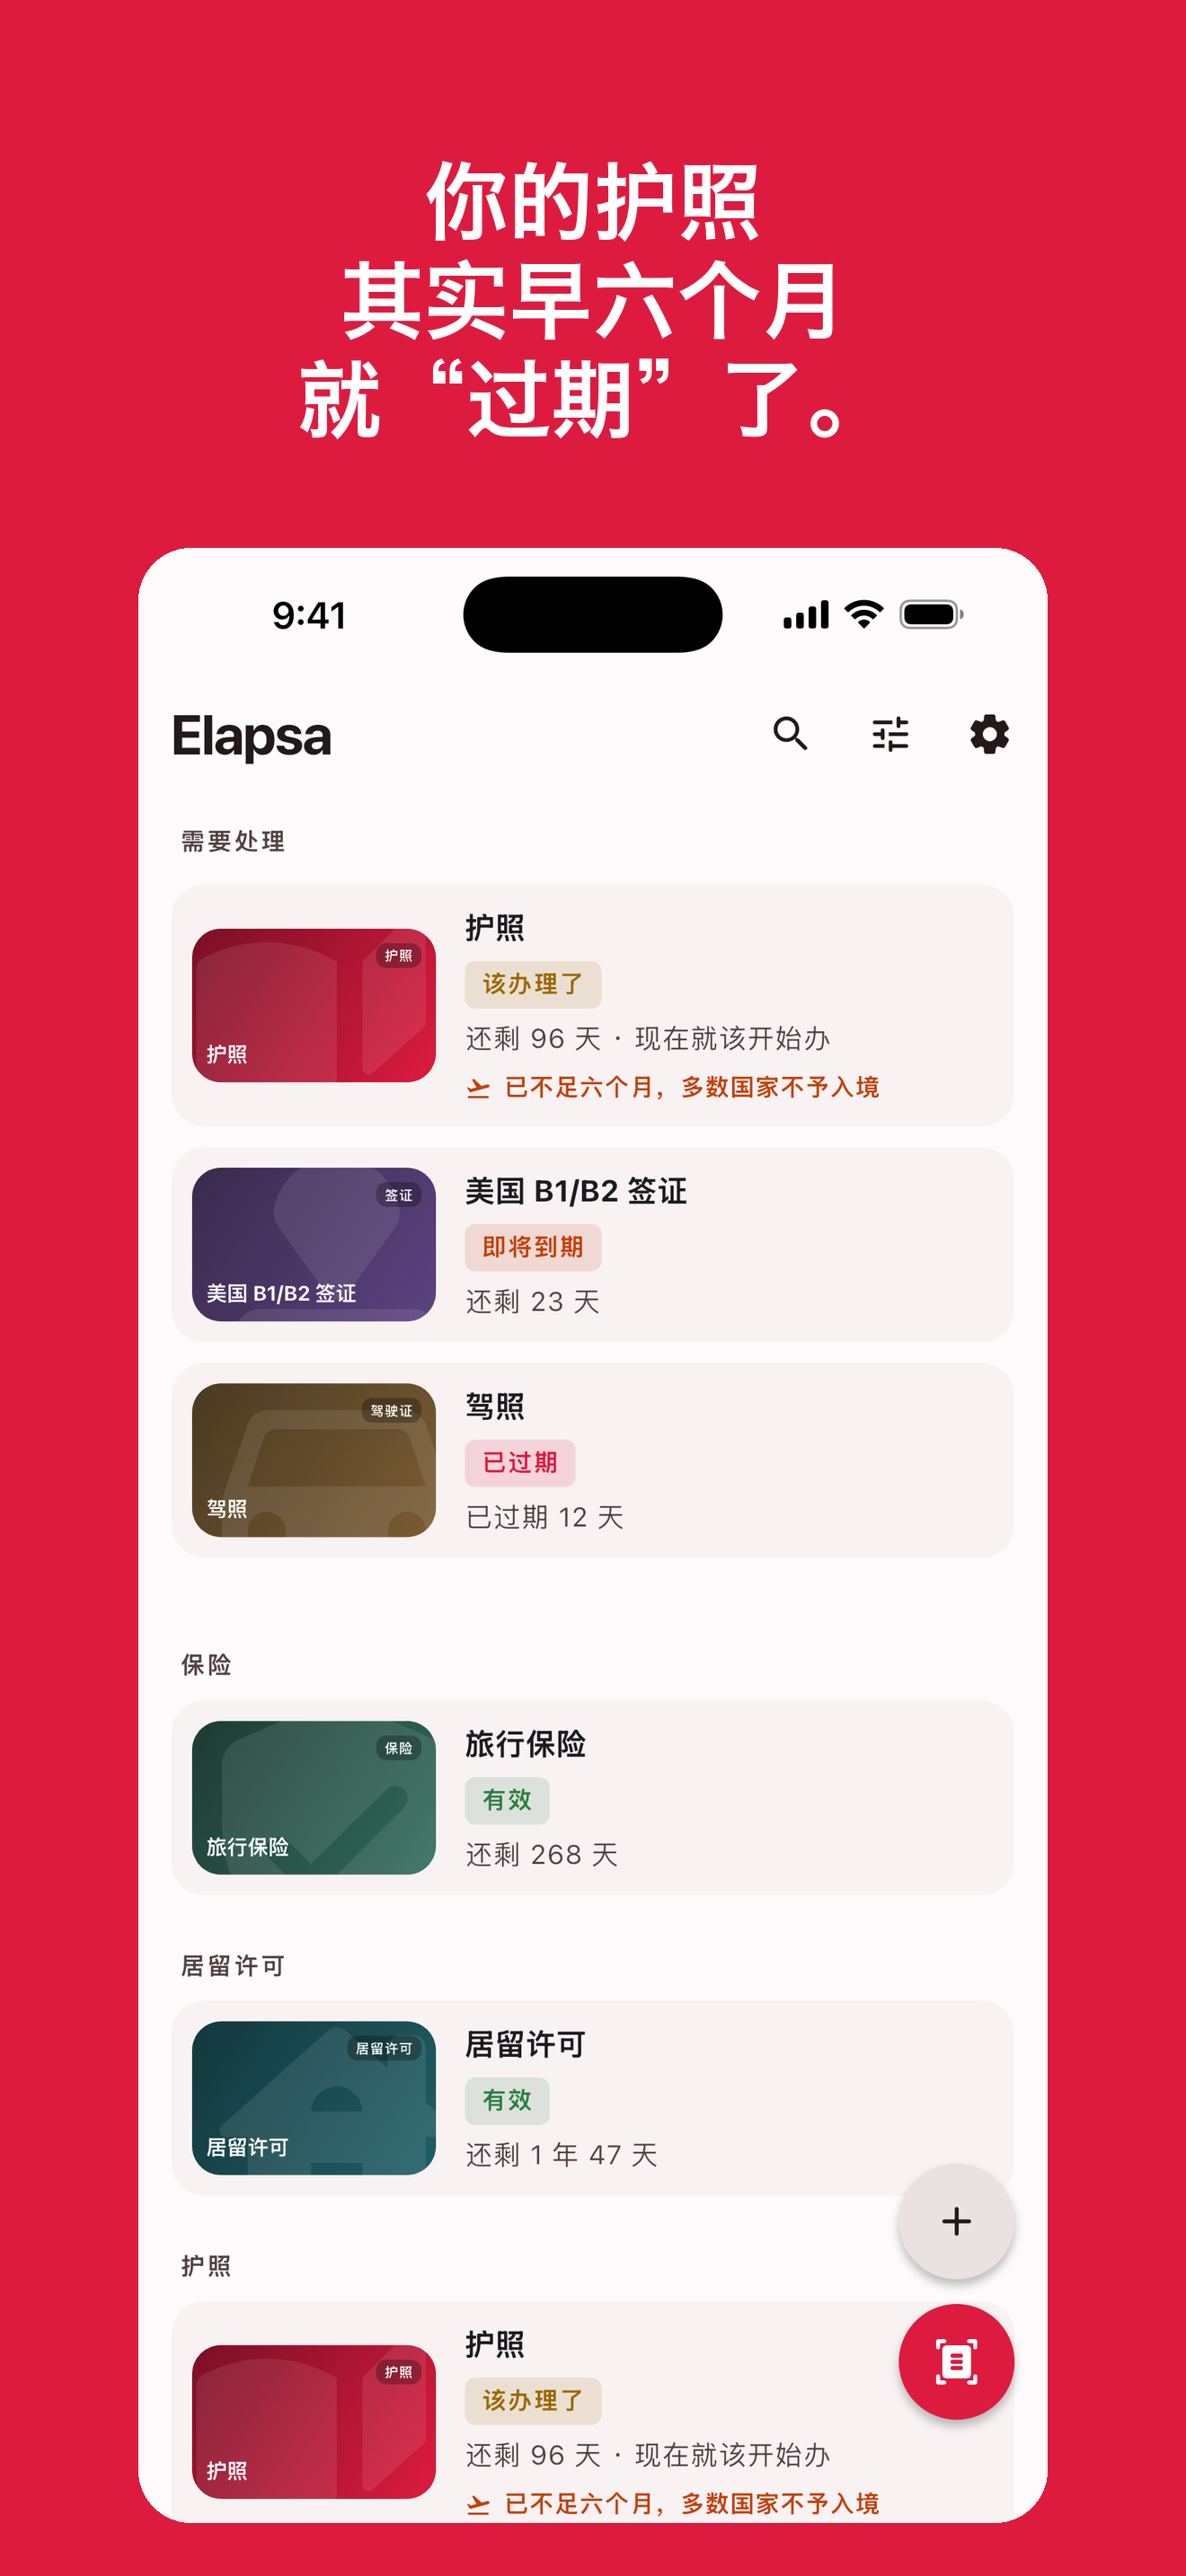 你的护照
其实早六个月
就“过期”了。
9:41
Elapsa
需要处理
护照
护照
护照
该办理了
还剩 96 天 · 现在就该开始办
已不足六个月，多数国家不予入境
签证
美国 B1/B2 签证
美国 B1/B2 签证
即将到期
还剩 23 天
驾驶证
驾照
驾照
已过期
已过期 12 天
保险
保险
旅行保险
旅行保险
有效
还剩 268 天
居留许可
居留许可
居留许可
居留许可
有效
还剩 1 年 47 天
护照
护照
护照
护照
该办理了
还剩 96 天 · 现在就该开始办
已不足六个月，多数国家不予入境